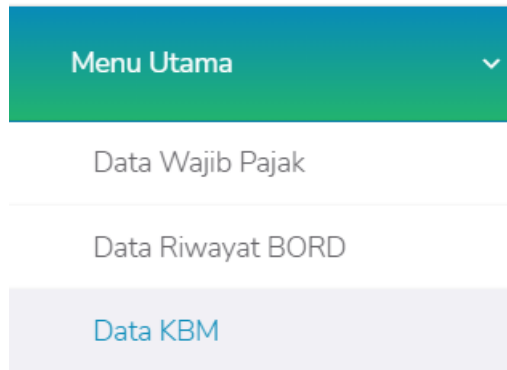 Menu Utama
Data Wajib Pajak
Data Riwayat BORD
Data KBM